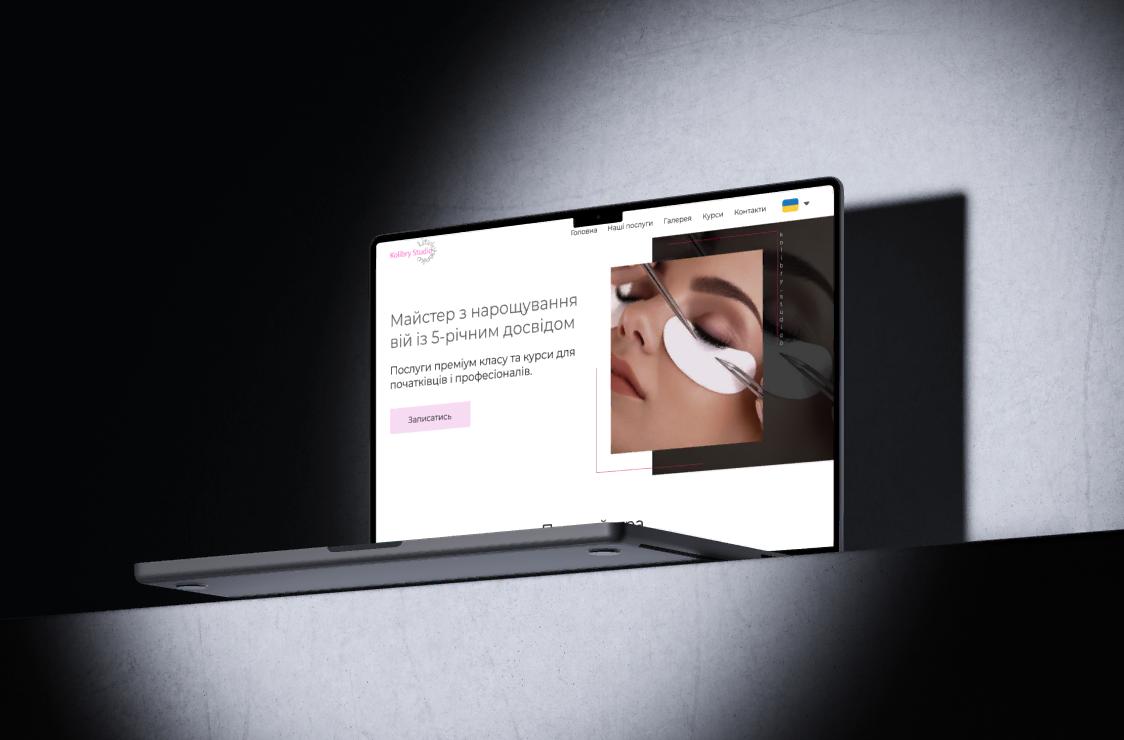 Kolibry Studio
Головна Наші послуги Галерея Курси Контакти
Майстер з нарощування
вій із 5-річним досвідом
Послуги преміум класу та курси для
початківців і професіоналів.
Записатись
kolibry_studio